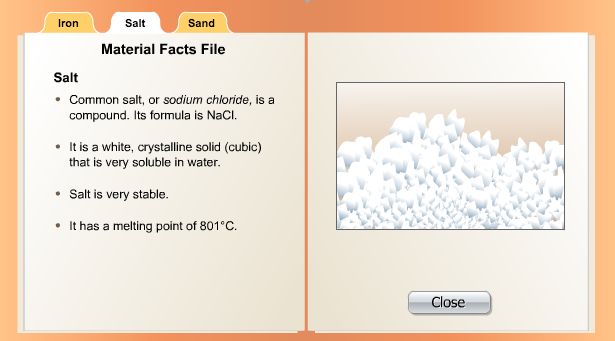 Iron
Salt
Sand
Material Facts File
Salt
• Common salt, or sodium chloride, is a
compound. Its formula is NaCl.
• It is a white, crystalline solid (cubic)
that is very soluble in water.
• Salt is very stable.
• It has a melting point of 801°C.
Close